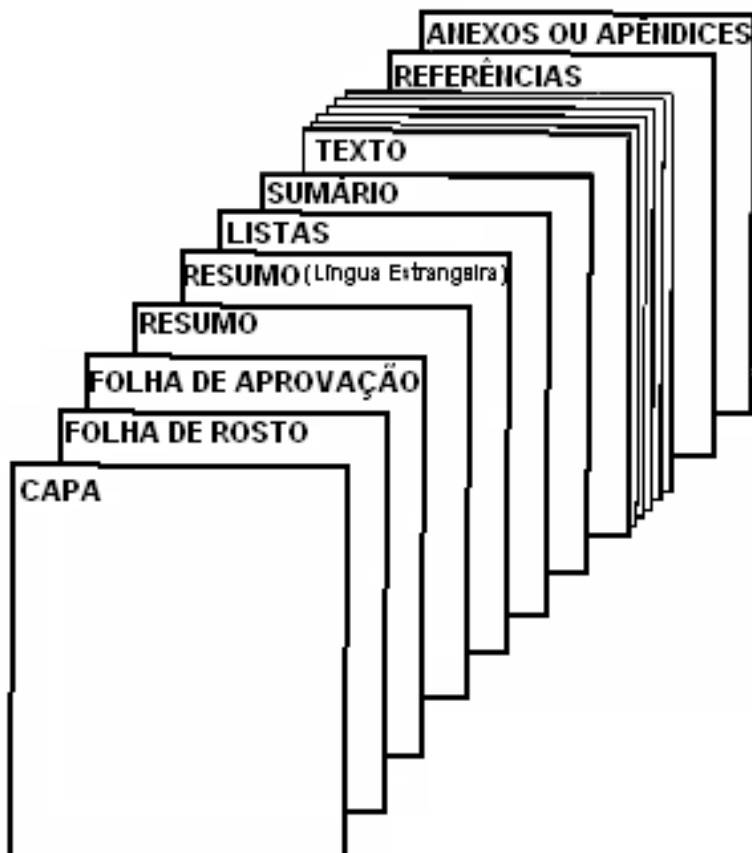 ANEXOS OU APÊNDICES
REFERÊNCIAS
TEXTO
SUMÁRIO
LISTAS
RESUMO (Língua Estrangeira)
RESUMO
FOLHA DE APROVAÇÃO
FOLHA DE ROSTO
CAPA